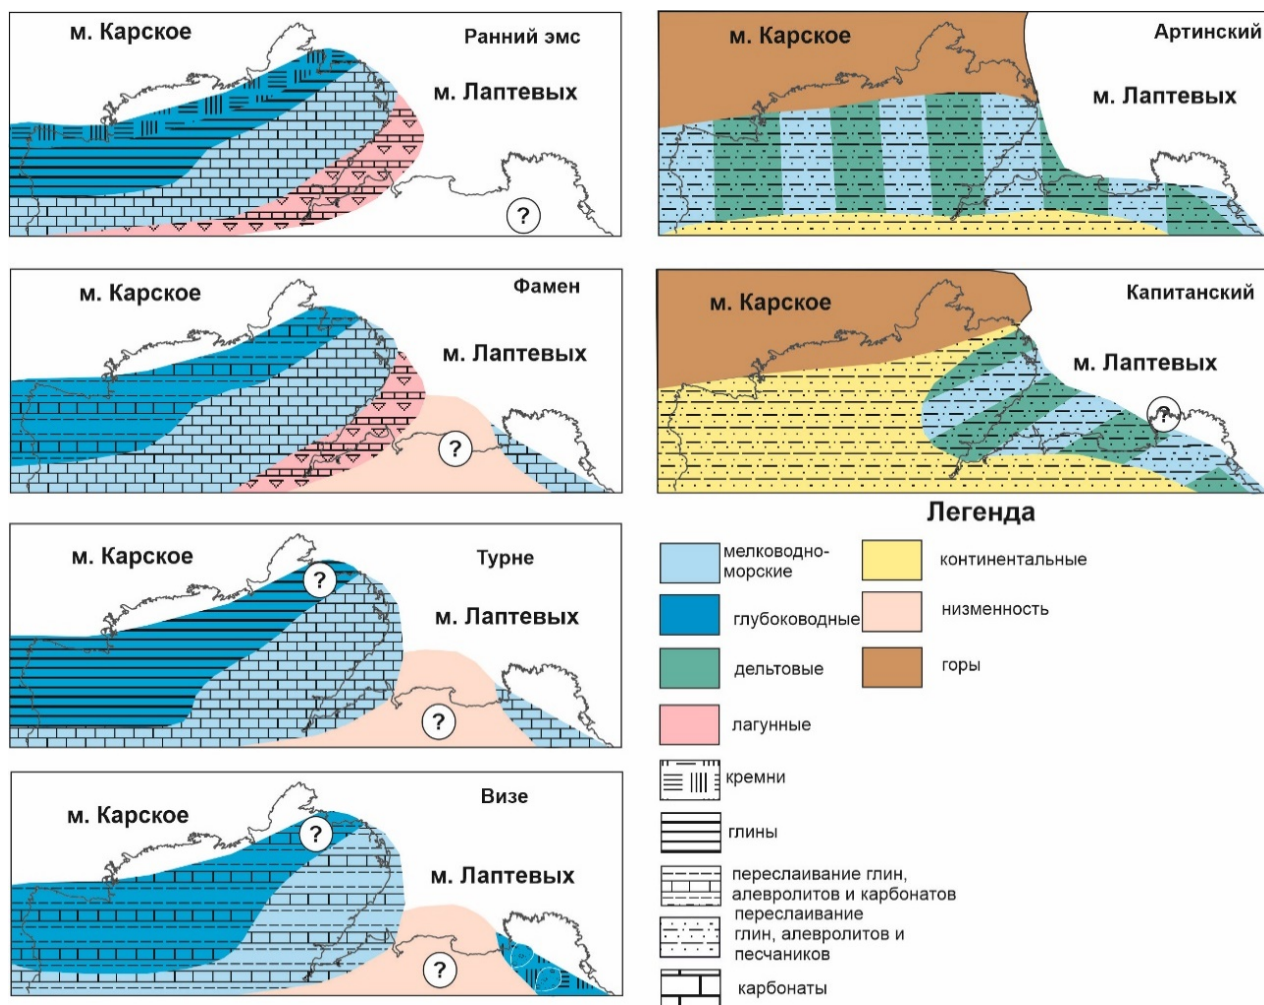 м. Карское
Ранний эмс
м. Лаптевых
?
м. Карское
Фамен
м. Лаптевых
?
м. Карское
Турне
?
м. Лаптевых
?
м. Карское
Визе
?
м. Лаптевых
?
м. Карское
Артинский
м. Лаптевых
м. Карское
Капитанский
м. Лаптевых
?
Легенда
мелководно-
морские
глубоководные
дельтовые
лагунные
континентальные
низменность
горы
кремни
глины
переслаивание глин,
алевролитов и карбонатов
переслаивание
глин, алевролитов и
песчаников
карбонаты